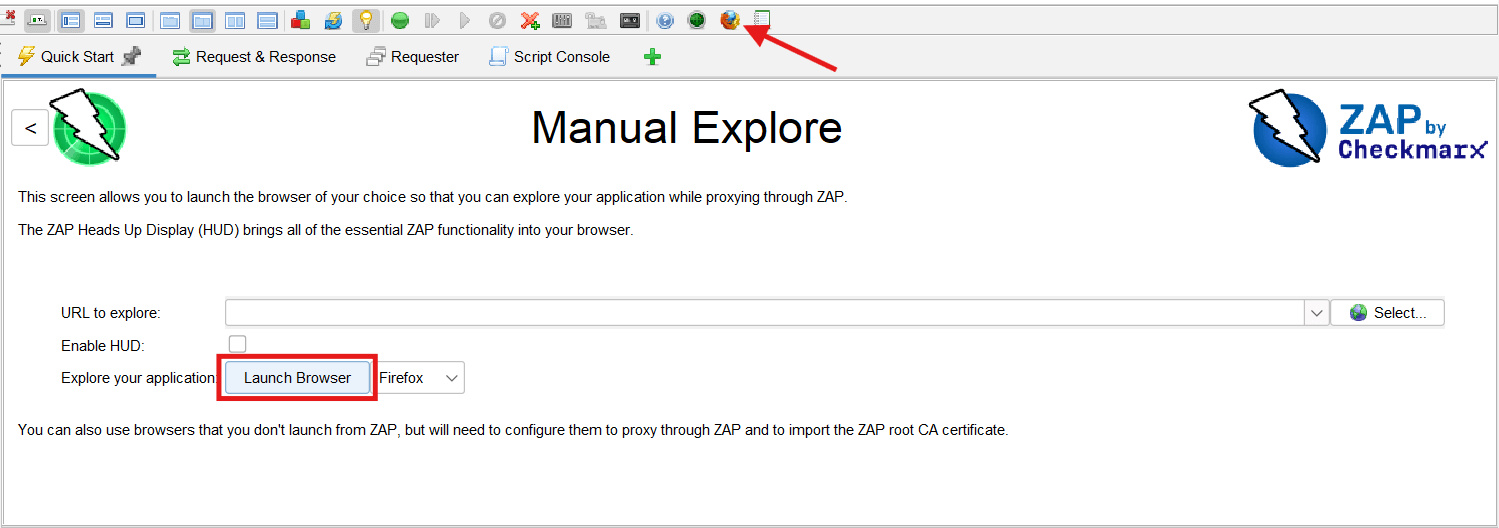 Quick Start
Request & Response
Requester
Script Console
<
Manual Explore
ZAP by
Checkmarx
This screen allows you to launch the browser of your choice so that you can explore your application while proxying through ZAP.
The ZAP Heads Up Display (HUD) brings all of the essential ZAP functionality into your browser.
URL to explore:
Select...
Enable HUD:
Explore your application:
Launch Browser
Firefox
You can also use browsers that you don't launch from ZAP, but will need to configure them to proxy through ZAP and to import the ZAP root CA certificate.